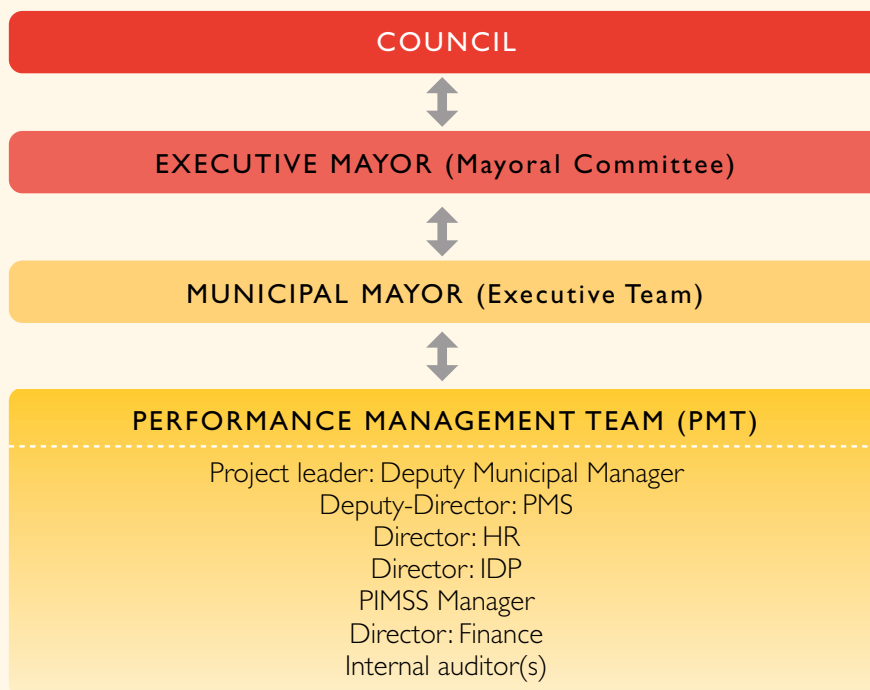 COUNCIL
EXECUTIVE MAYOR (Mayoral Committee)
MUNICIPAL MAYOR (Executive Team)
PERFORMANCE MANAGEMENT TEAM (PMT)
Project leader: Deputy Municipal Manager
Deputy-Director: PMS
Director: HR
Director: IDP
PIMSS Manager
Director: Finance
Internal auditor(s)